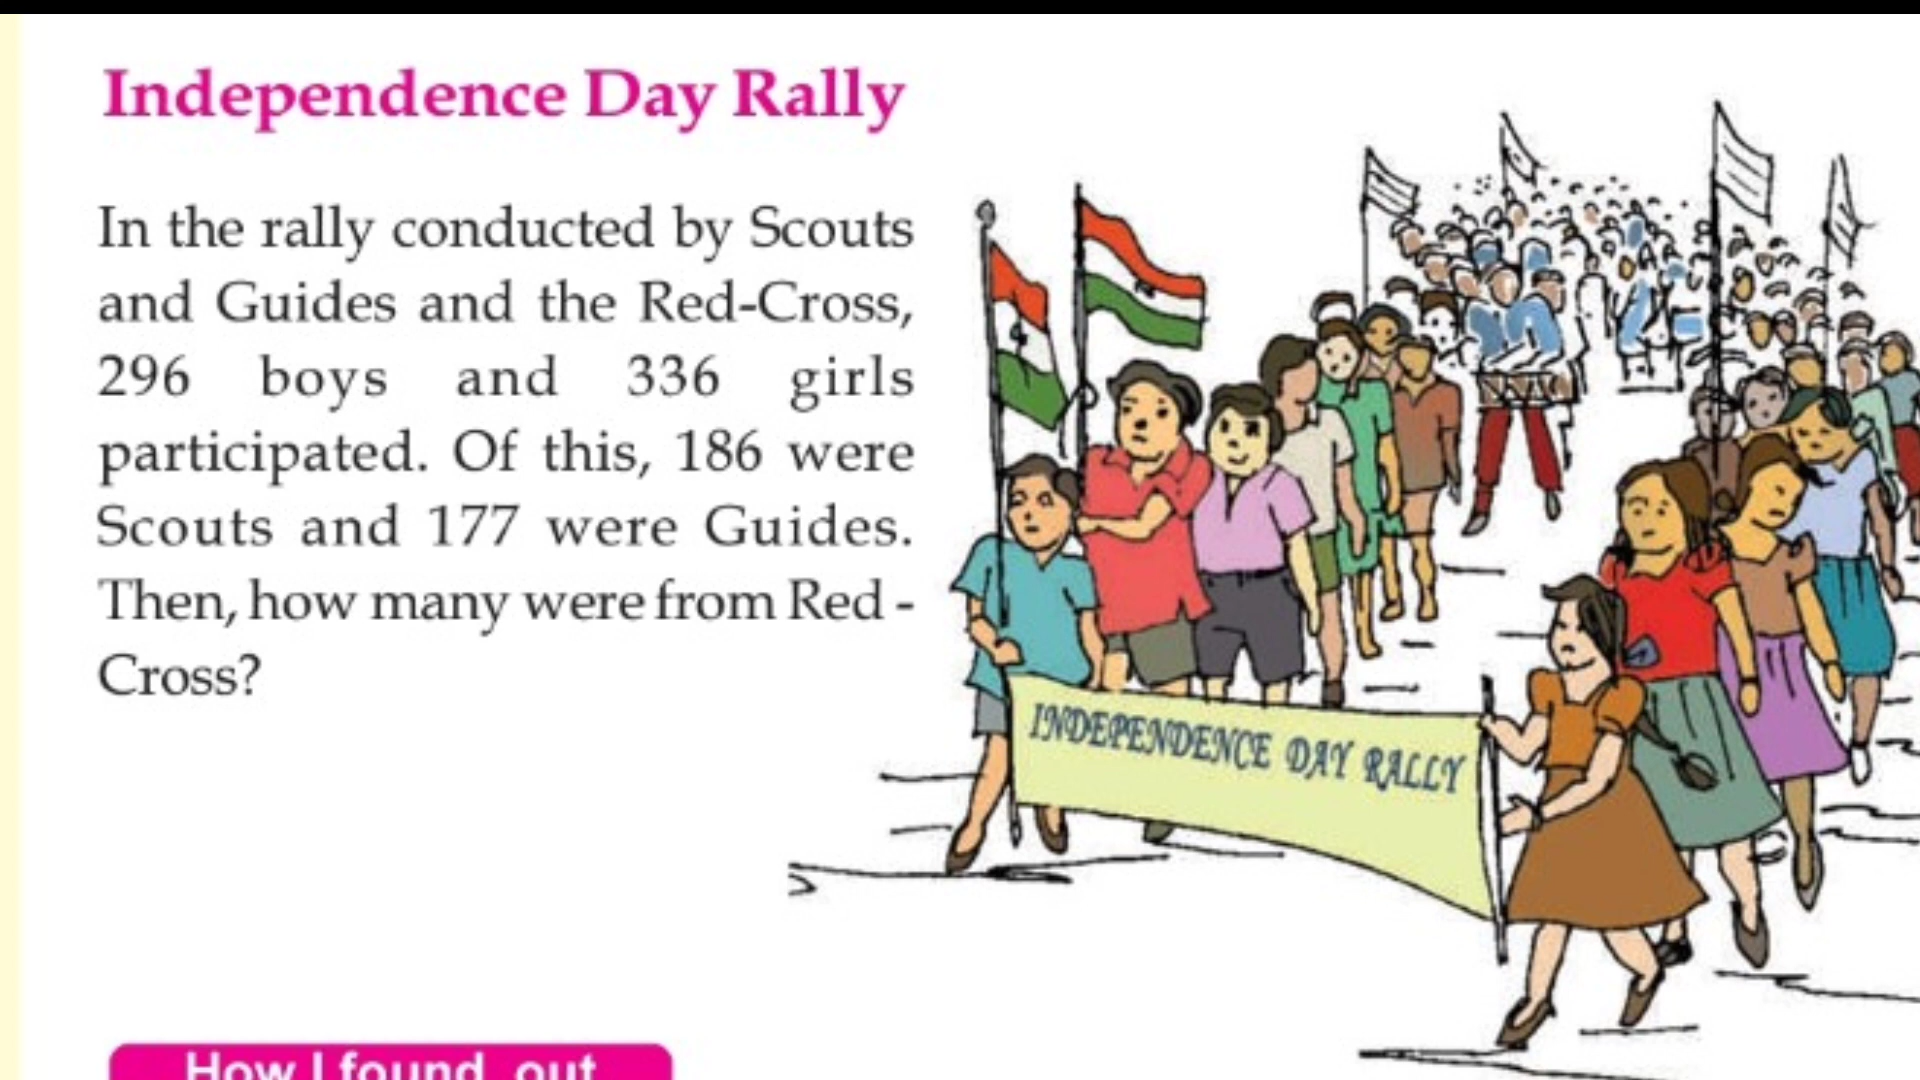 Independence Day Rally
In the rally conducted by Scouts
and Guides and the Red-Cross,
296 boys and 336 girls
participated. Of this, 186 were
Scouts and 177 were Guides.
Then, how many were from Red -
Cross?
INDEPENDENCE DAY RALLY
How I found out